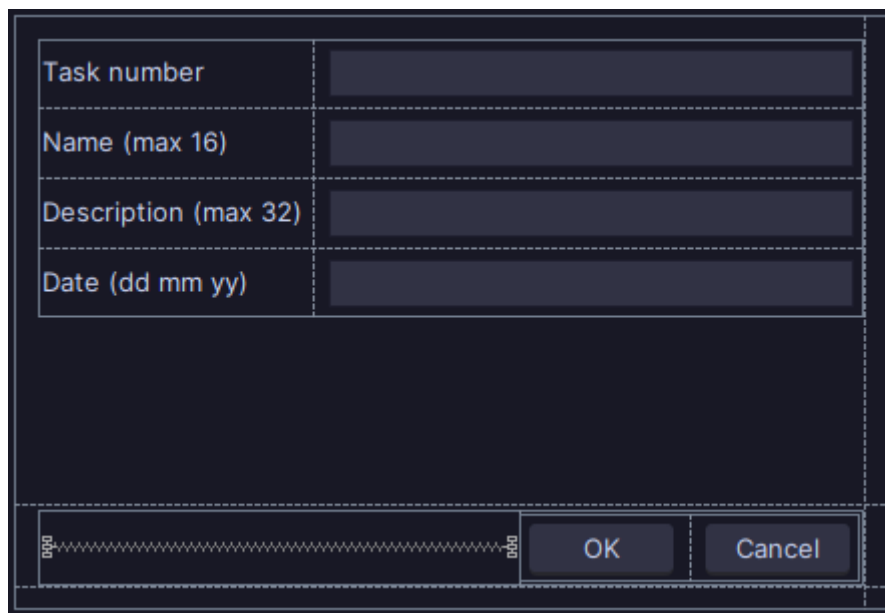 Task number
Name (max 16)
Description (max 32)
Date (dd mm yy)
OK Cancel